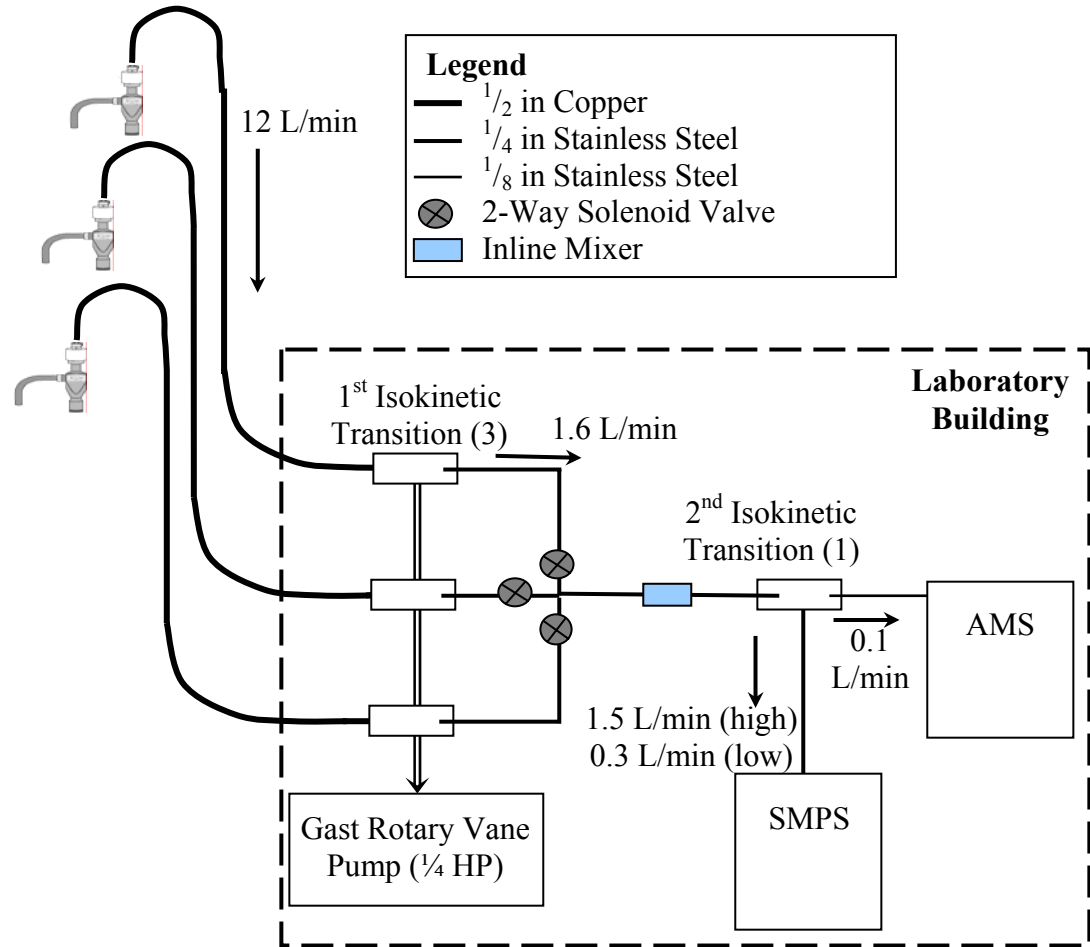 Legend
1/2 in Copper
1/4 in Stainless Steel
1/8 in Stainless Steel
2-Way Solenoid Valve
Inline Mixer
12 L/min
Laboratory
Building
1st Isokinetic
Transition (3)
1.6 L/min
2nd Isokinetic
Transition (1)
0.1
L/min
AMS
1.5 L/min (high)
0.3 L/min (low)
SMPS
Gast Rotary Vane
Pump (¼ HP)